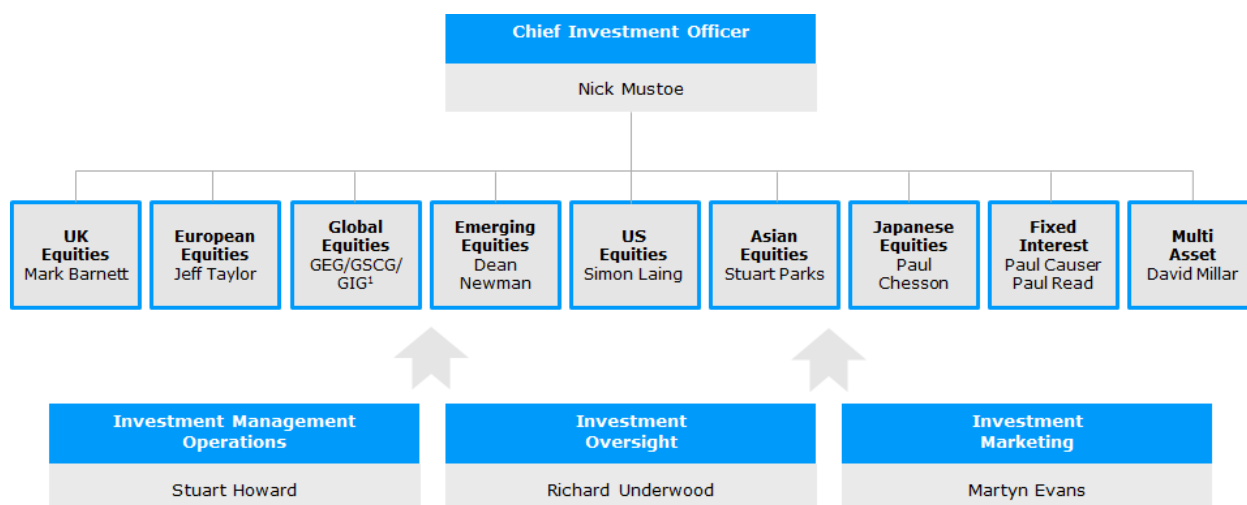 Chief Investment Officer
Nick Mustoe
UK
Equities
Mark Barnett
European
Equities
Jeff Taylor
Global
Equities
GEG/GSCG/
GIG¹
Emerging
Equities
Dean
Newman
US
Equities
Simon Laing
Asian
Equities
Stuart Parks
Japanese
Equities
Paul
Chesson
Fixed
Interest
Paul Causer
Paul Read
Multi
Asset
David Millar
Investment Management
Operations
Stuart Howard
Investment
Oversight
Richard Underwood
Investment
Marketing
Martyn Evans